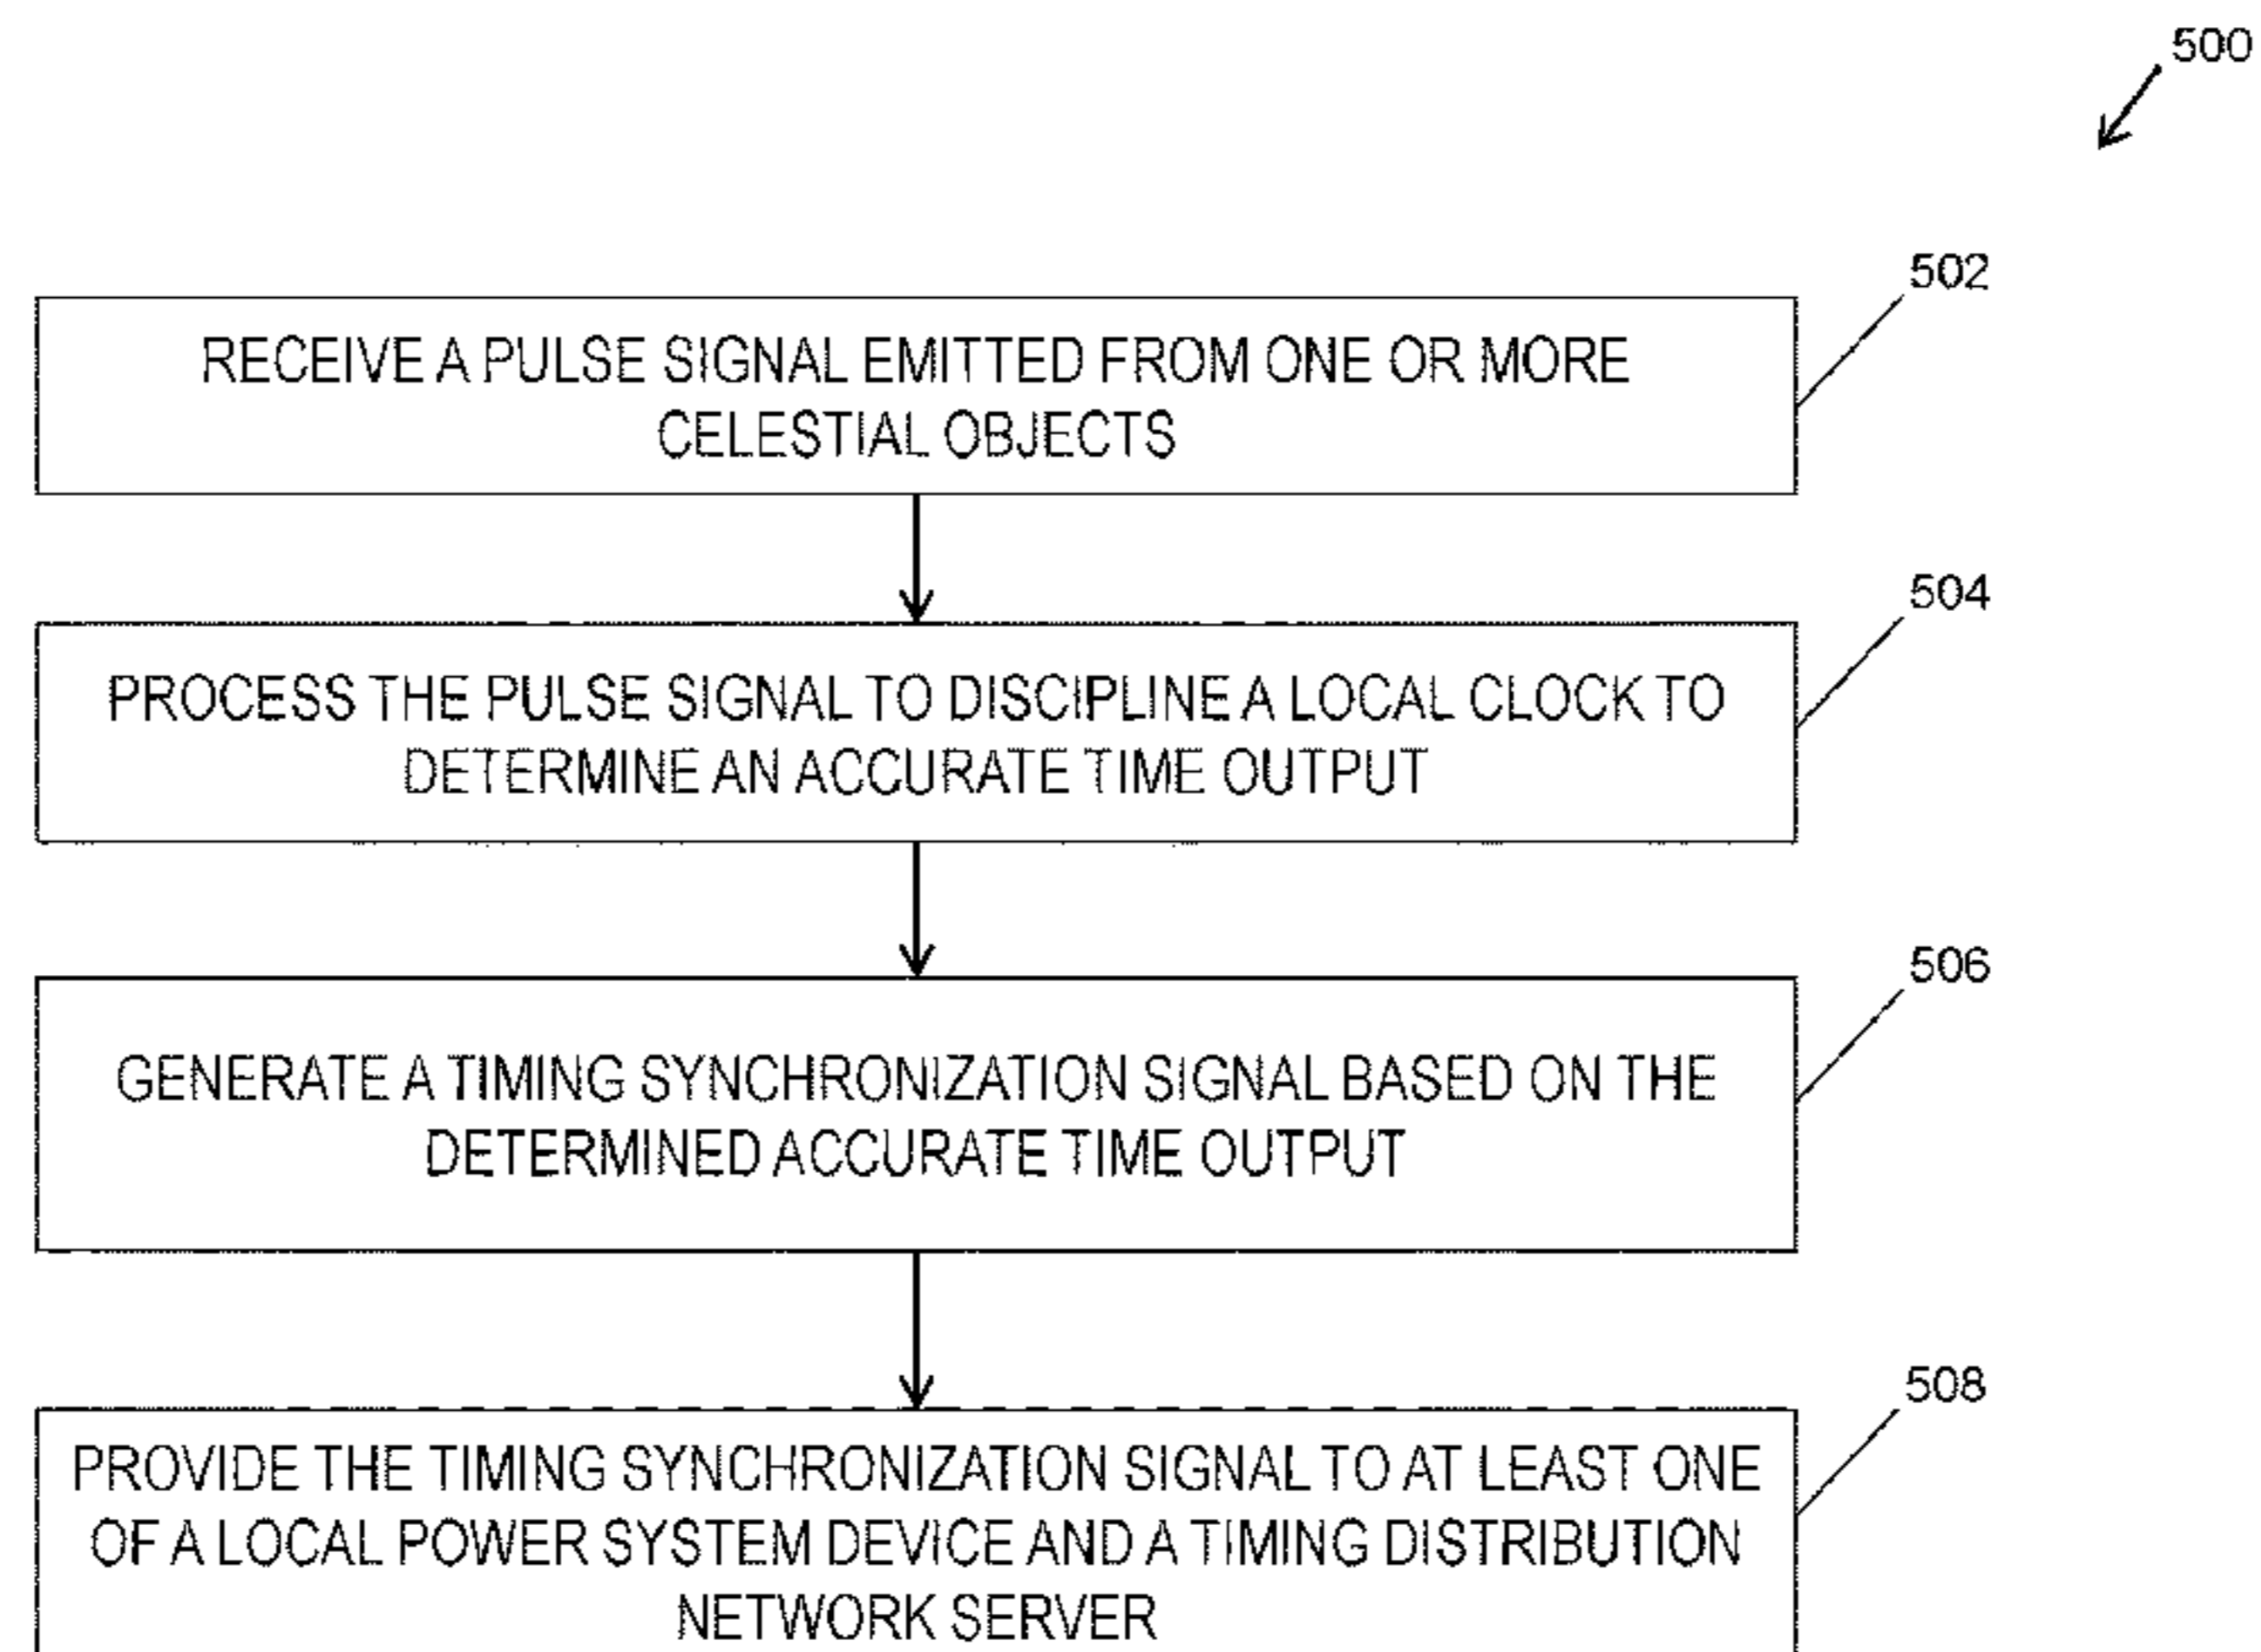 500
502
RECEIVE A PULSE SIGNAL EMITTED FROM ONE OR MORE
CELESTIAL OBJECTS
504
PROCESS THE PULSE SIGNAL TO DISCIPLINE A LOCAL CLOCK TO
DETERMINE AN ACCURATE TIME OUTPUT
506
GENERATE A TIMING SYNCHRONIZATION SIGNAL BASED ON THE
DETERMINED ACCURATE TIME OUTPUT
508
PROVIDE THE TIMING SYNCHRONIZATION SIGNAL TO AT LEAST ONE
OF A LOCAL POWER SYSTEM DEVICE AND A TIMING DISTRIBUTION
NETWORK SERVER